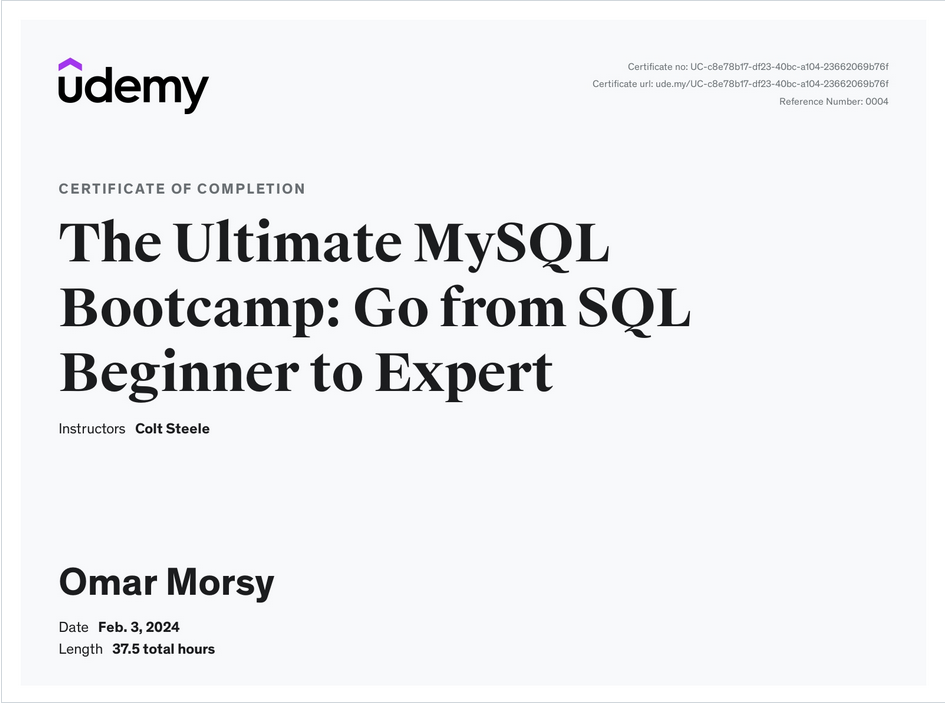 udemy
Certificate no: UC-c8e78b17-df23-40bc-a104-23662069b76f
Certificate url: ude.my/UC-c8e78b17-df23-40bc-a104-23662069b76f
Reference Number: 0004
CERTIFICATE OF COMPLETION
The Ultimate MySQL
Bootcamp: Go from SQL
Beginner to Expert
Instructors Colt Steele
Omar Morsy
Date Feb. 3, 2024
Length 37.5 total hours